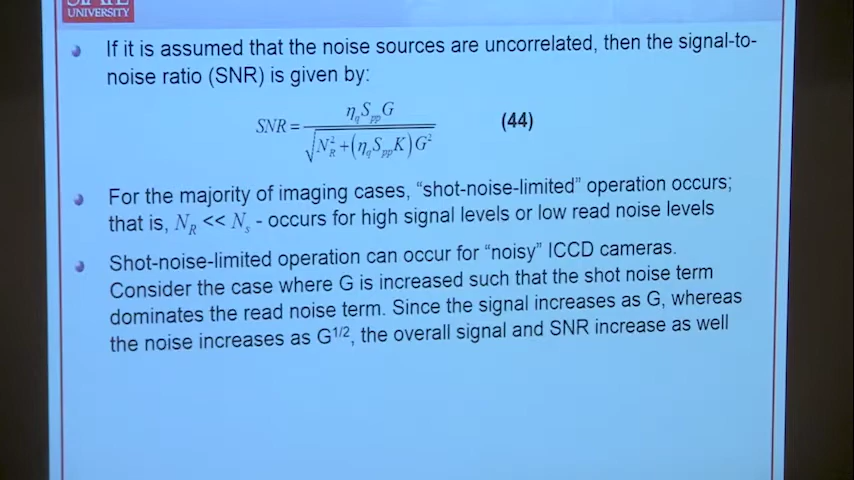 STATE
UNIVERSITY
If it is assumed that the noise sources are uncorrelated, then the signal-to-
noise ratio (SNR) is given by:
SNR = η_q S_pp G / √(N_R² + (η_q S_pp K) G²) (44)
For the majority of imaging cases, “shot-noise-limited” operation occurs;
that is, N_R << N_s - occurs for high signal levels or low read noise levels
Shot-noise-limited operation can occur for “noisy” ICCD cameras.
Consider the case where G is increased such that the shot noise term
dominates the read noise term. Since the signal increases as G, whereas
the noise increases as G^1/2, the overall signal and SNR increase as well